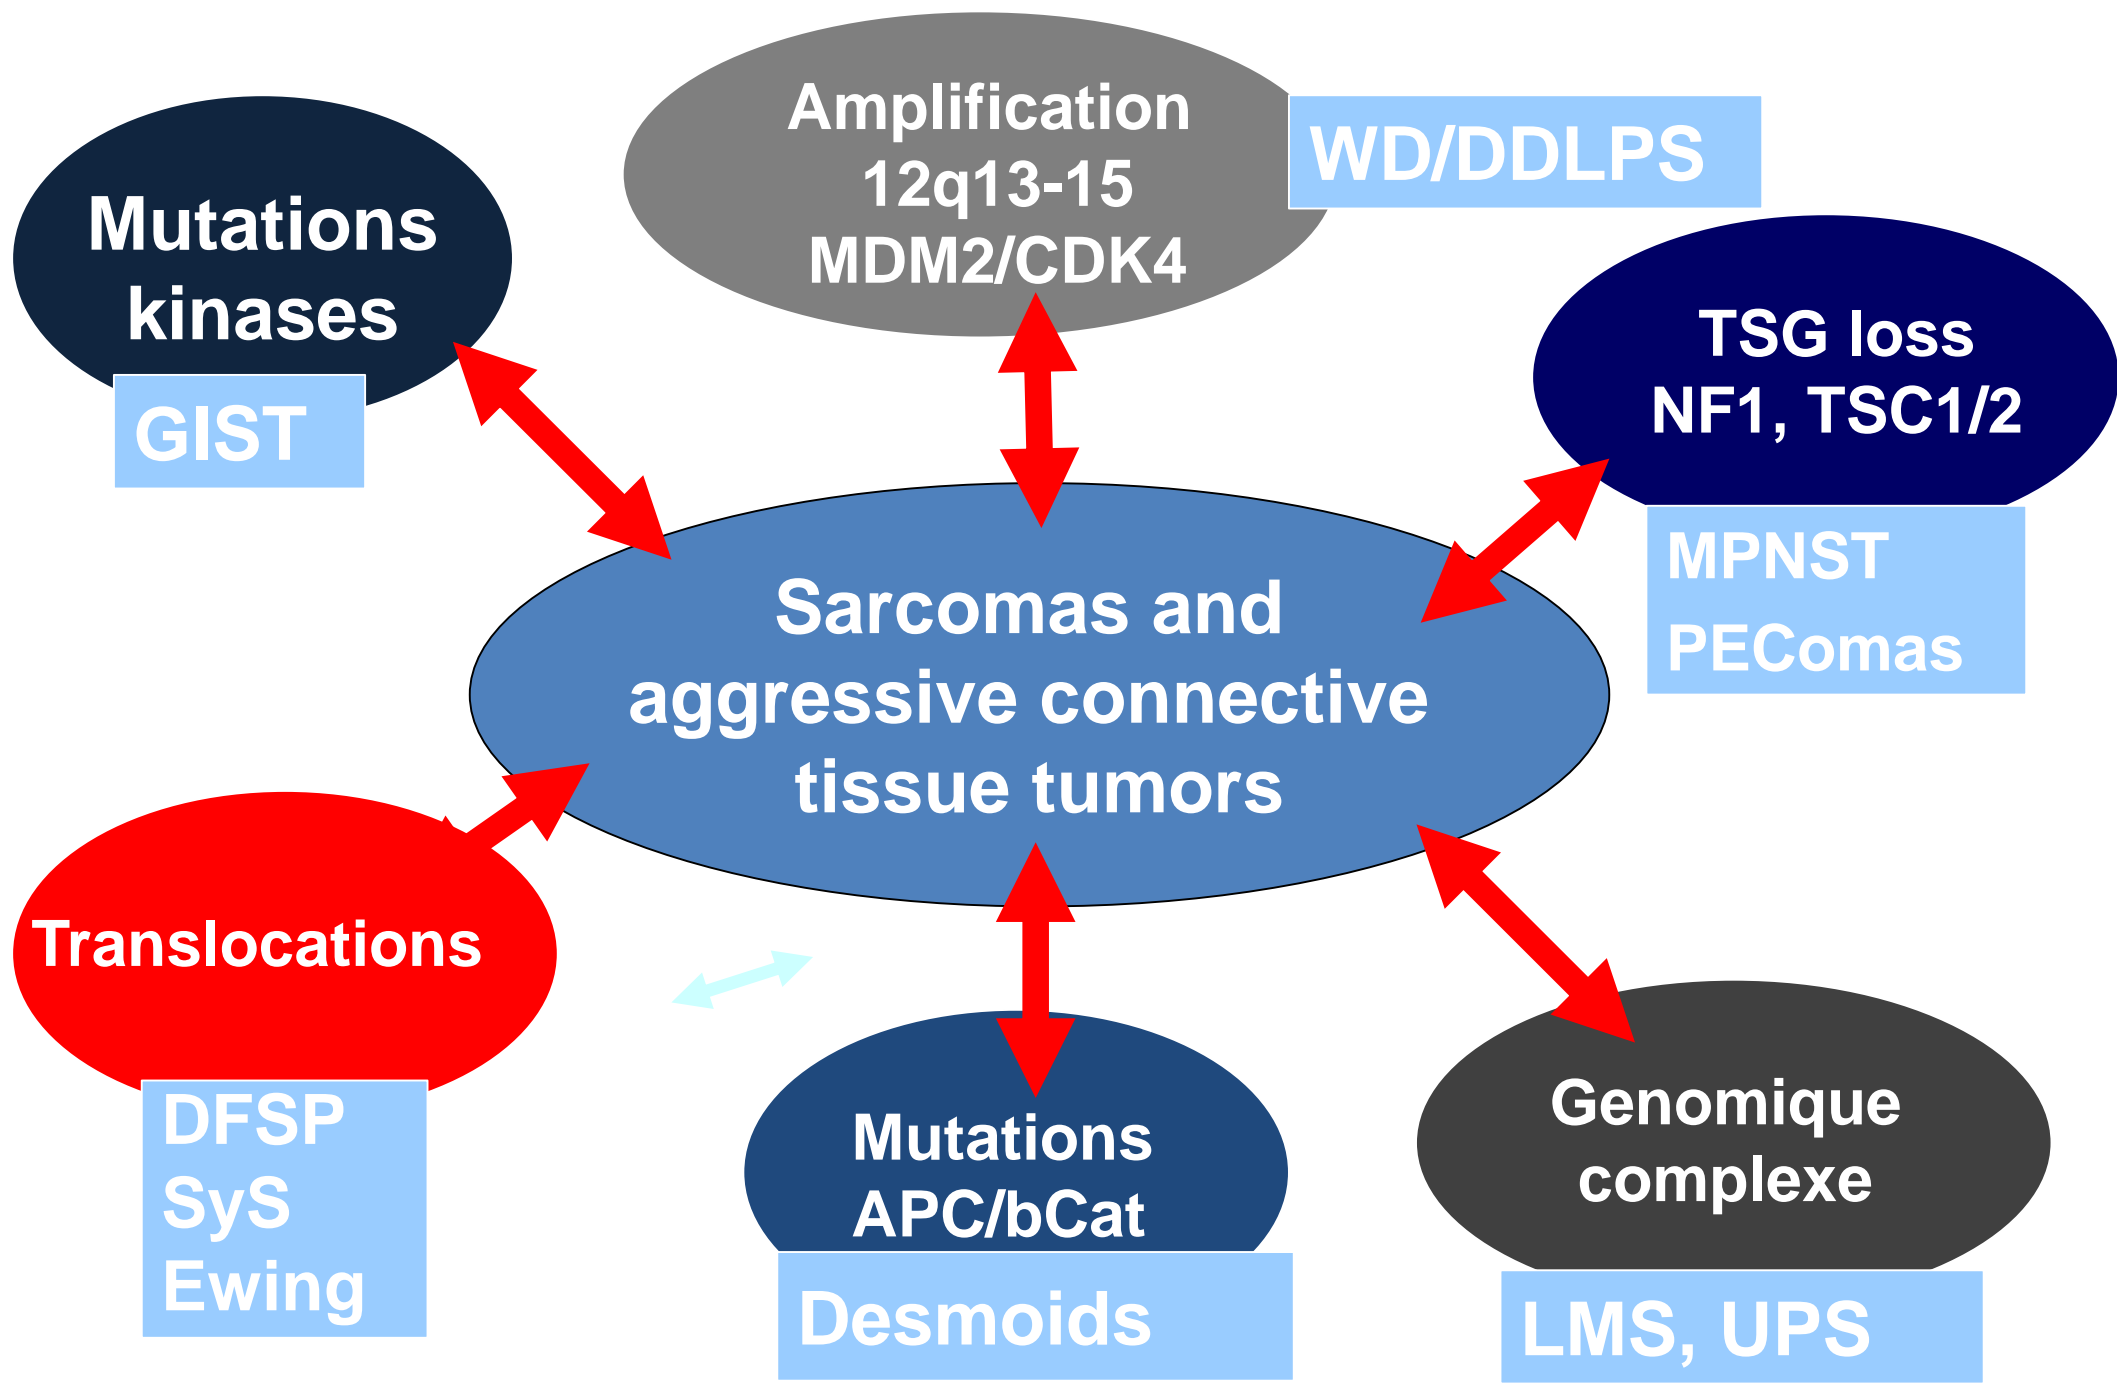 Amplification
12q13-15
MDM2/CDK4
WD/DDLPS
Mutations
kinases
GIST
TSG loss
NF1, TSC1/2
MPNST
PEComas
Sarcomas and
aggressive connective
tissue tumors
Translocations
DFSP
SyS
Ewing
Mutations
APC/bCat
Desmoids
Genomique
complexe
LMS, UPS